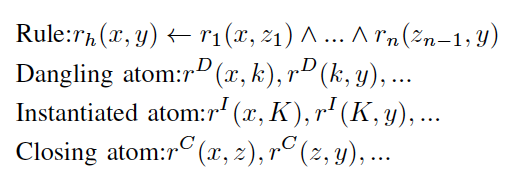 Rule:r_h(x, y) ← r_1(x, z_1) ∧ ... ∧ r_n(z_{n−1}, y)
Dangling atom:r^D(x, k), r^D(k, y), ...
Instantiated atom:r^I(x, K), r^I(K, y), ...
Closing atom:r^C(x, z), r^C(z, y), ...